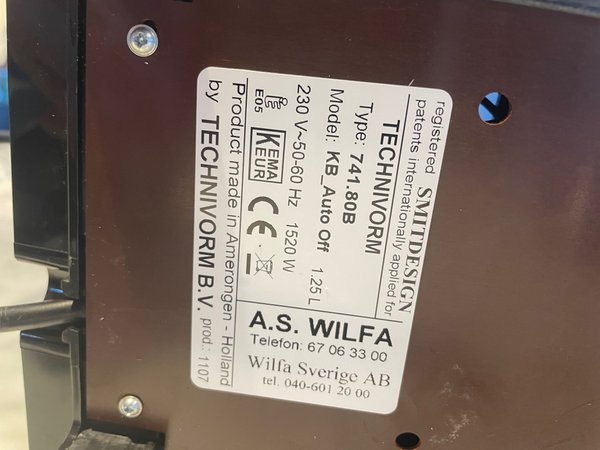 registered SMITDESIGN
patents internationally applied for
TECHNIVORM
Type: 741.80B
Model: KB_Auto Off 1.25 L
230 V~50-60 Hz 1520 W
E05
KEMA
KEUR
CE
Product made in Amerongen - Holland
by TECHNIVORM B.V. prod.: 1107
A.S. WILFA
Telefon: 67 06 33 00
Wilfa Sverige AB
tel. 040-601 20 00